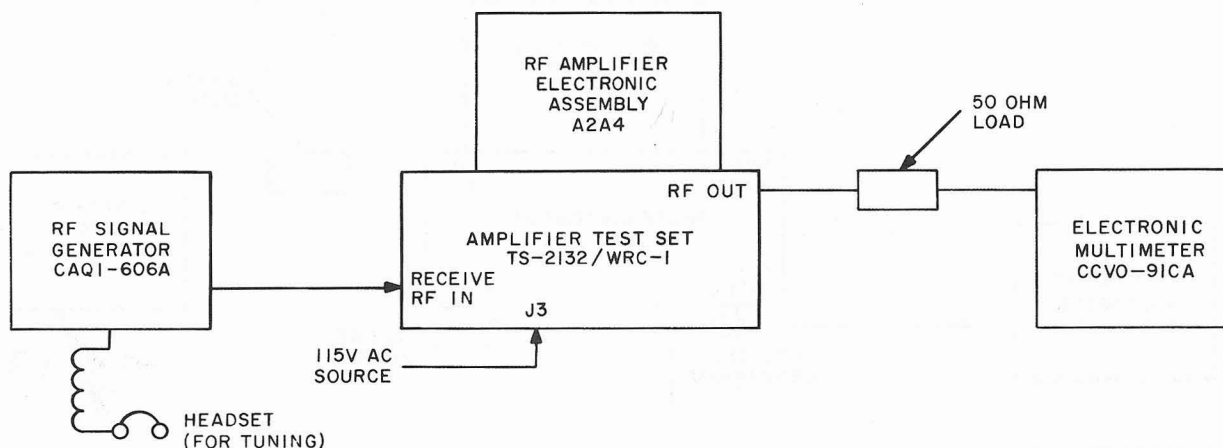 RF AMPLIFIER
ELECTRONIC
ASSEMBLY
A2A4
50 OHM
LOAD
RF SIGNAL
GENERATOR
CAQI-606A
RF OUT
AMPLIFIER TEST SET
TS-2132/WRC-1
RECEIVE
RF IN
J3
ELECTRONIC
MULTIMETER
CCVO-91CA
115V AC
SOURCE
HEADSET
(FOR TUNING)